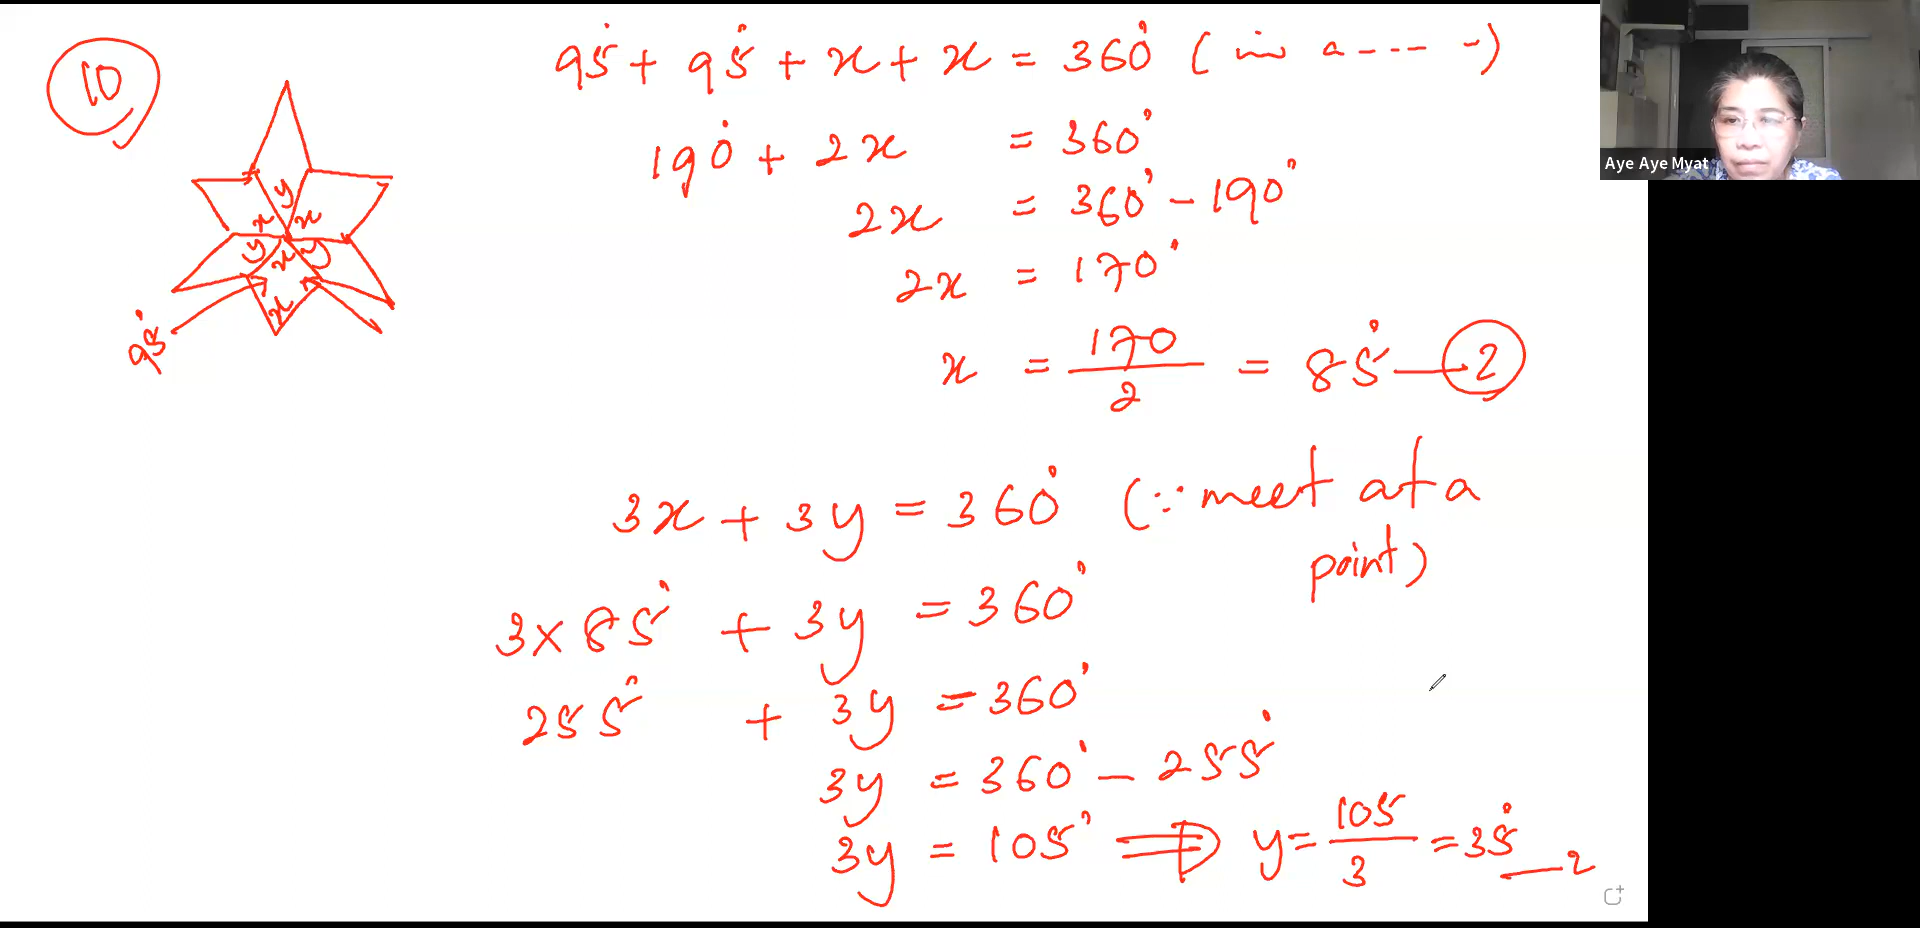 10
y
x x
y x y
x
95°
95° + 95° + x + x = 360° ( in a ---- -)
190° + 2x = 360°
2x = 360° - 190°
2x = 170°
x = 170/2 = 85° — 2
3x + 3y = 360° (∵ meet at a
point)
3 × 85° + 3y = 360°
255° + 3y = 360°
3y = 360° - 255°
3y = 105° ⇒ y = 105/3 = 35° — 2
Aye Aye Myat